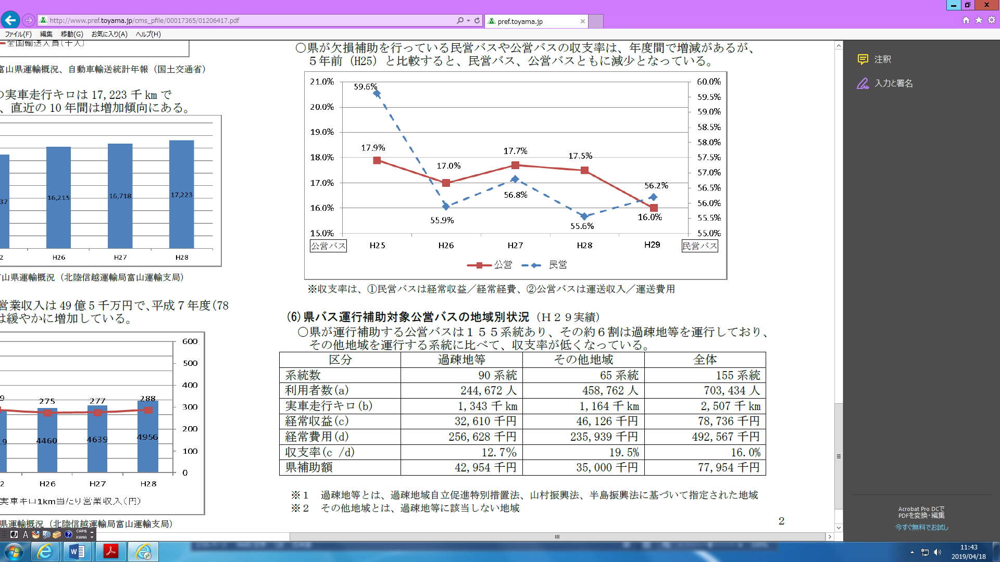 http://www.pref.toyama.jp/cms_pfile/00017365/01206417.pdf
pref.toyama.jp
ファイル(F) 編集 移動(G) お気に入り(A) ヘルプ(H)
全国輸送人員(千人)
富山県運輸概況、自動車輸送統計年報（国土交通省）
の実車走行キロは 17,223 千 km で
、直近の 10 年間は増加傾向にある。
37 16,215 16,718 17,223
2 H26 H27 H28
富山県運輸概況（北陸信越運輸局富山運輸支局）
営業収入は 49 億 5 千万円で、平成 7 年度（78
は緩やかに増加している。
600
500
400
300
200
100
0
9 275 277 288
19 4460 4639 4956
2 H26 H27 H28
実車キロ1km当たり営業収入（円）
県運輸概況（北陸信越運輸局富山運輸支局）
○県が欠損補助を行っている民営バスや公営バスの収支率は、年度間で増減があるが、
５年前（H25）と比較すると、民営バス、公営バスともに減少となっている。
21.0%
20.0%
19.0%
18.0%
17.0%
16.0%
15.0%
公営バス
59.6% 55.9% 56.8% 55.6% 56.2%
17.9% 17.0% 17.7% 17.5% 16.0%
60.0%
59.5%
59.0%
58.5%
58.0%
57.5%
57.0%
56.5%
56.0%
55.5%
55.0%
民営バス
H25 H26 H27 H28 H29
公営 民営
※収支率は、①民営バスは経常収益／経常経費、②公営バスは運送収入／運送費用
(6)県バス運行補助対象公営バスの地域別状況（Ｈ２９実績）
○県が運行補助する公営バスは１５５系統あり、その約６割は過疎地等を運行しており、
その他地域を運行する系統に比べて、収支率が低くなっている。
区分 過疎地等 その他地域 全体
系統数 90 系統 65 系統 155 系統
利用者数(a) 244,672 人 458,762 人 703,434 人
実車走行キロ(b) 1,343 千 km 1,164 千 km 2,507 千 km
経常収益(c) 32,610 千円 46,126 千円 78,736 千円
経常費用(d) 256,628 千円 235,939 千円 492,567 千円
収支率(c /d) 12.7％ 19.5% 16.0%
県補助額 42,954 千円 35,000 千円 77,954 千円
※１ 過疎地等とは、過疎地域自立促進特別措置法、山村振興法、半島振興法に基づいて指定された地域
※２ その他地域とは、過疎地等に該当しない地域
2
注釈
入力と署名
Acrobat Pro DCで
PDFを変換・編集
今すぐ無料でお試し
A CAPS
KANA
11:43
2019/04/18